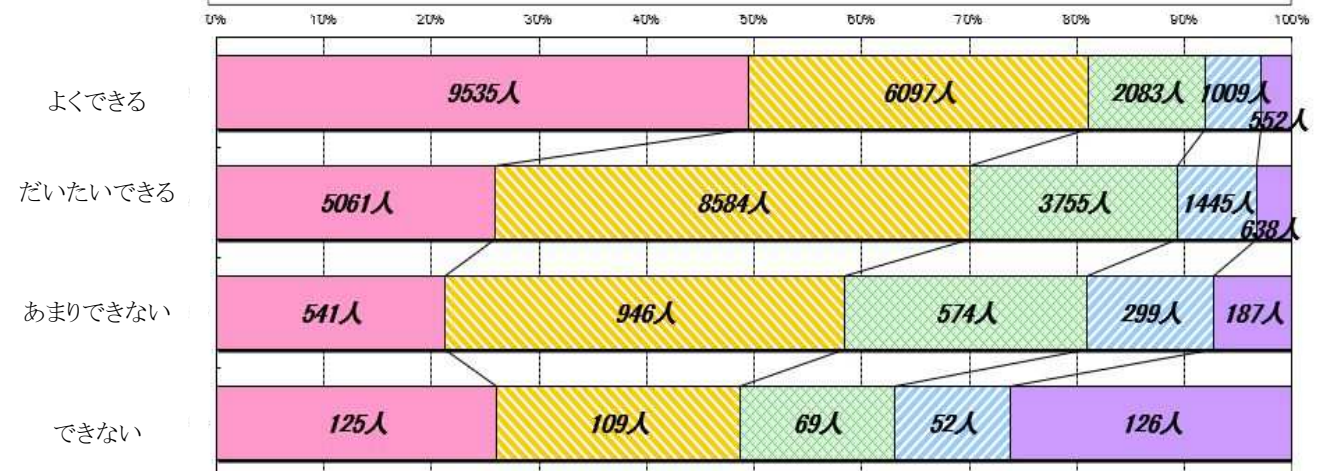 0% 10% 20% 30% 40% 50% 60% 70% 80% 90% 100%
よくできる 9535人 6097人 2083人 1009人 552人
だいたいできる 5061人 8584人 3755人 1445人 638人
あまりできない 541人 946人 574人 299人 187人
できない 125人 109人 69人 52人 126人